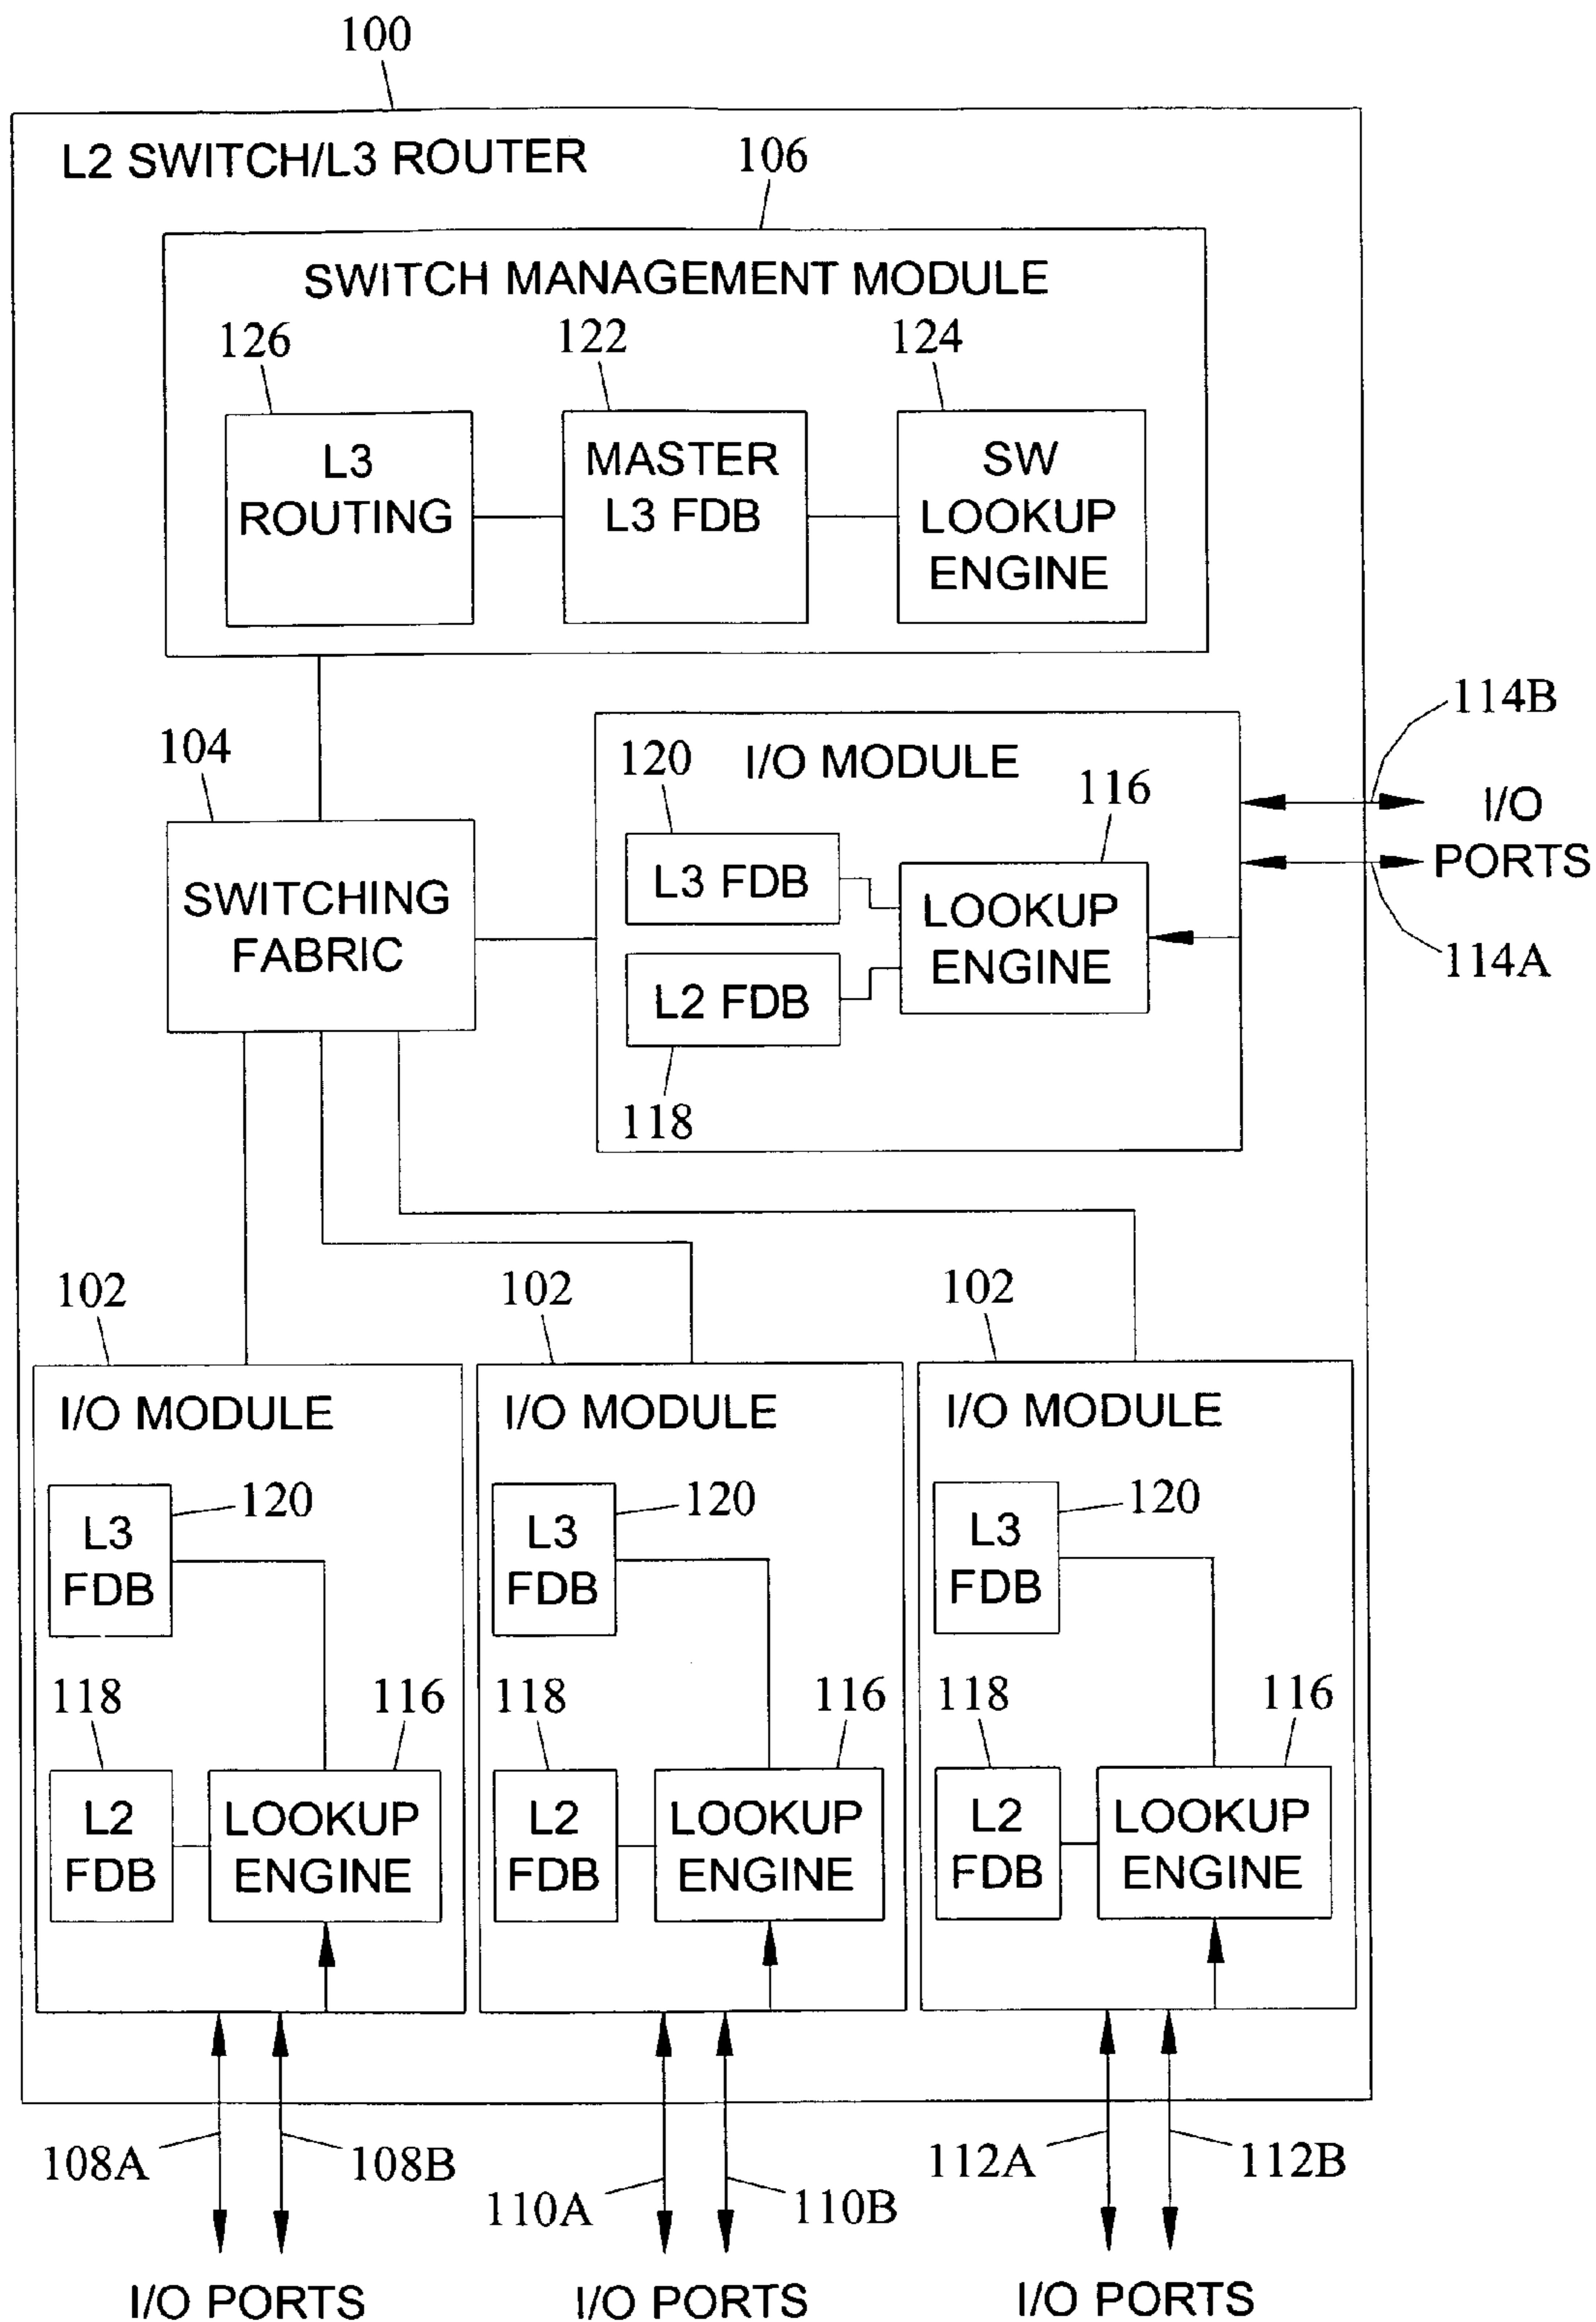 100
L2 SWITCH/L3 ROUTER
106
SWITCH MANAGEMENT MODULE
126
122
124
L3
ROUTING
MASTER
L3 FDB
SW
LOOKUP
ENGINE
104
SWITCHING
FABRIC
I/O MODULE
120
116
L3 FDB
LOOKUP
ENGINE
L2 FDB
118
114B
I/O
PORTS
114A
102
I/O MODULE
120
L3
FDB
118
116
L2
FDB
LOOKUP
ENGINE
102
I/O MODULE
120
L3
FDB
118
116
L2
FDB
LOOKUP
ENGINE
102
I/O MODULE
120
L3
FDB
118
116
L2
FDB
LOOKUP
ENGINE
108A
108B
I/O PORTS
110A
110B
I/O PORTS
112A
112B
I/O PORTS